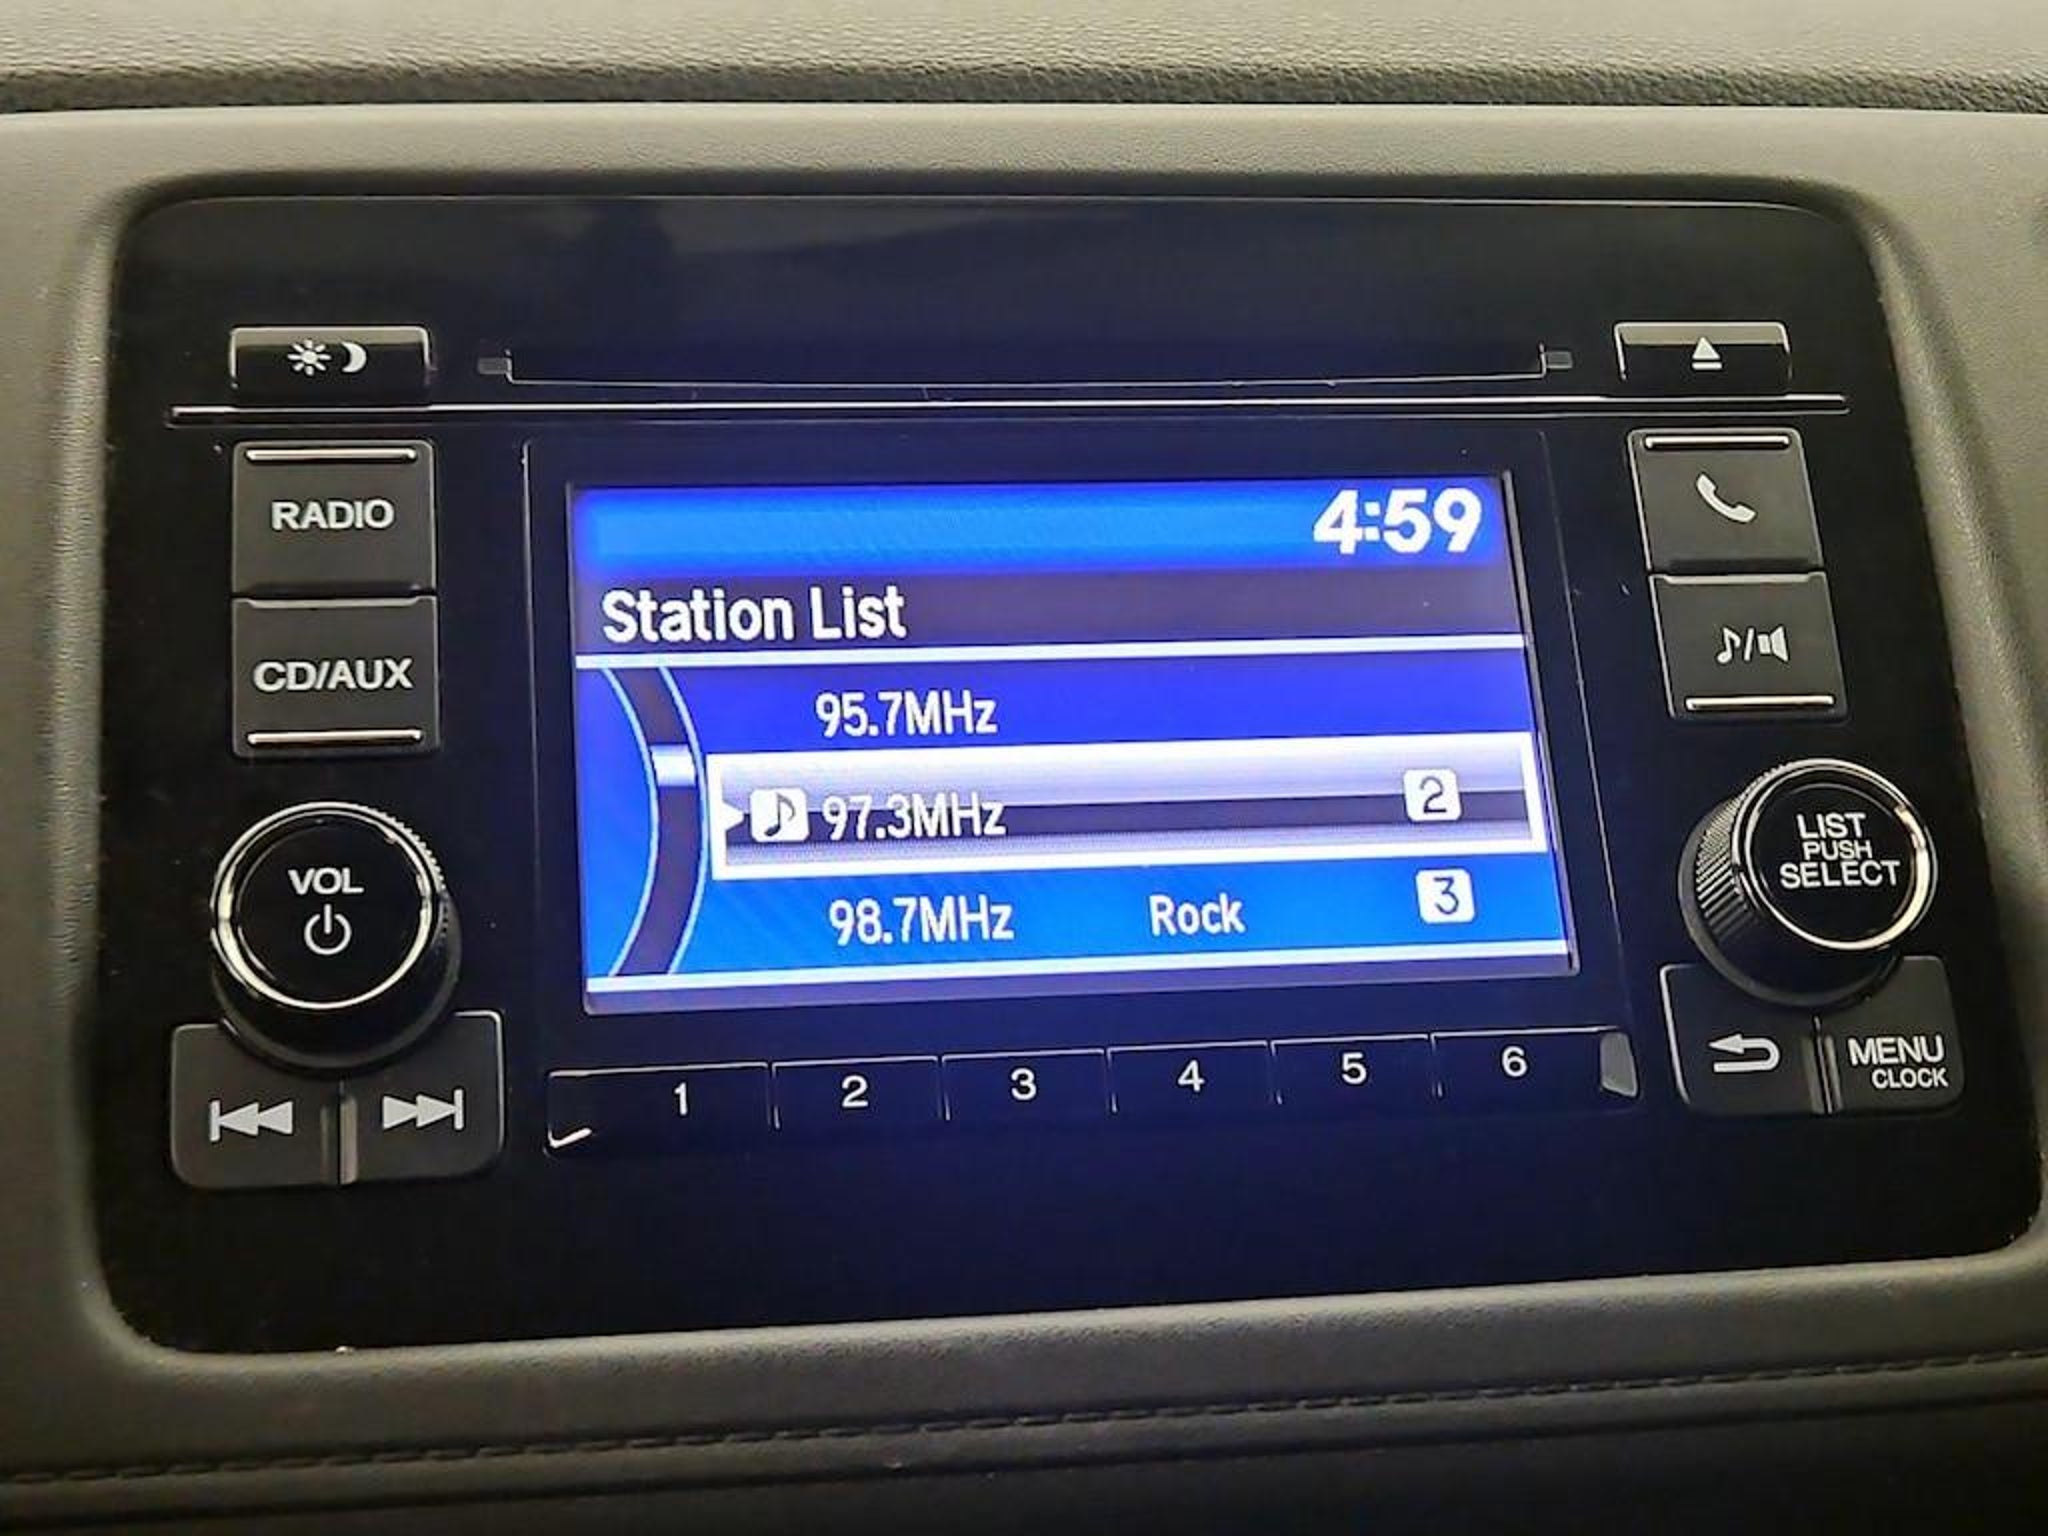 RADIO
CD/AUX
VOL
4:59
Station List
95.7MHz
97.3MHz 2
98.7MHz Rock 3
1 2 3 4 5 6
LIST
PUSH
SELECT
MENU
CLOCK